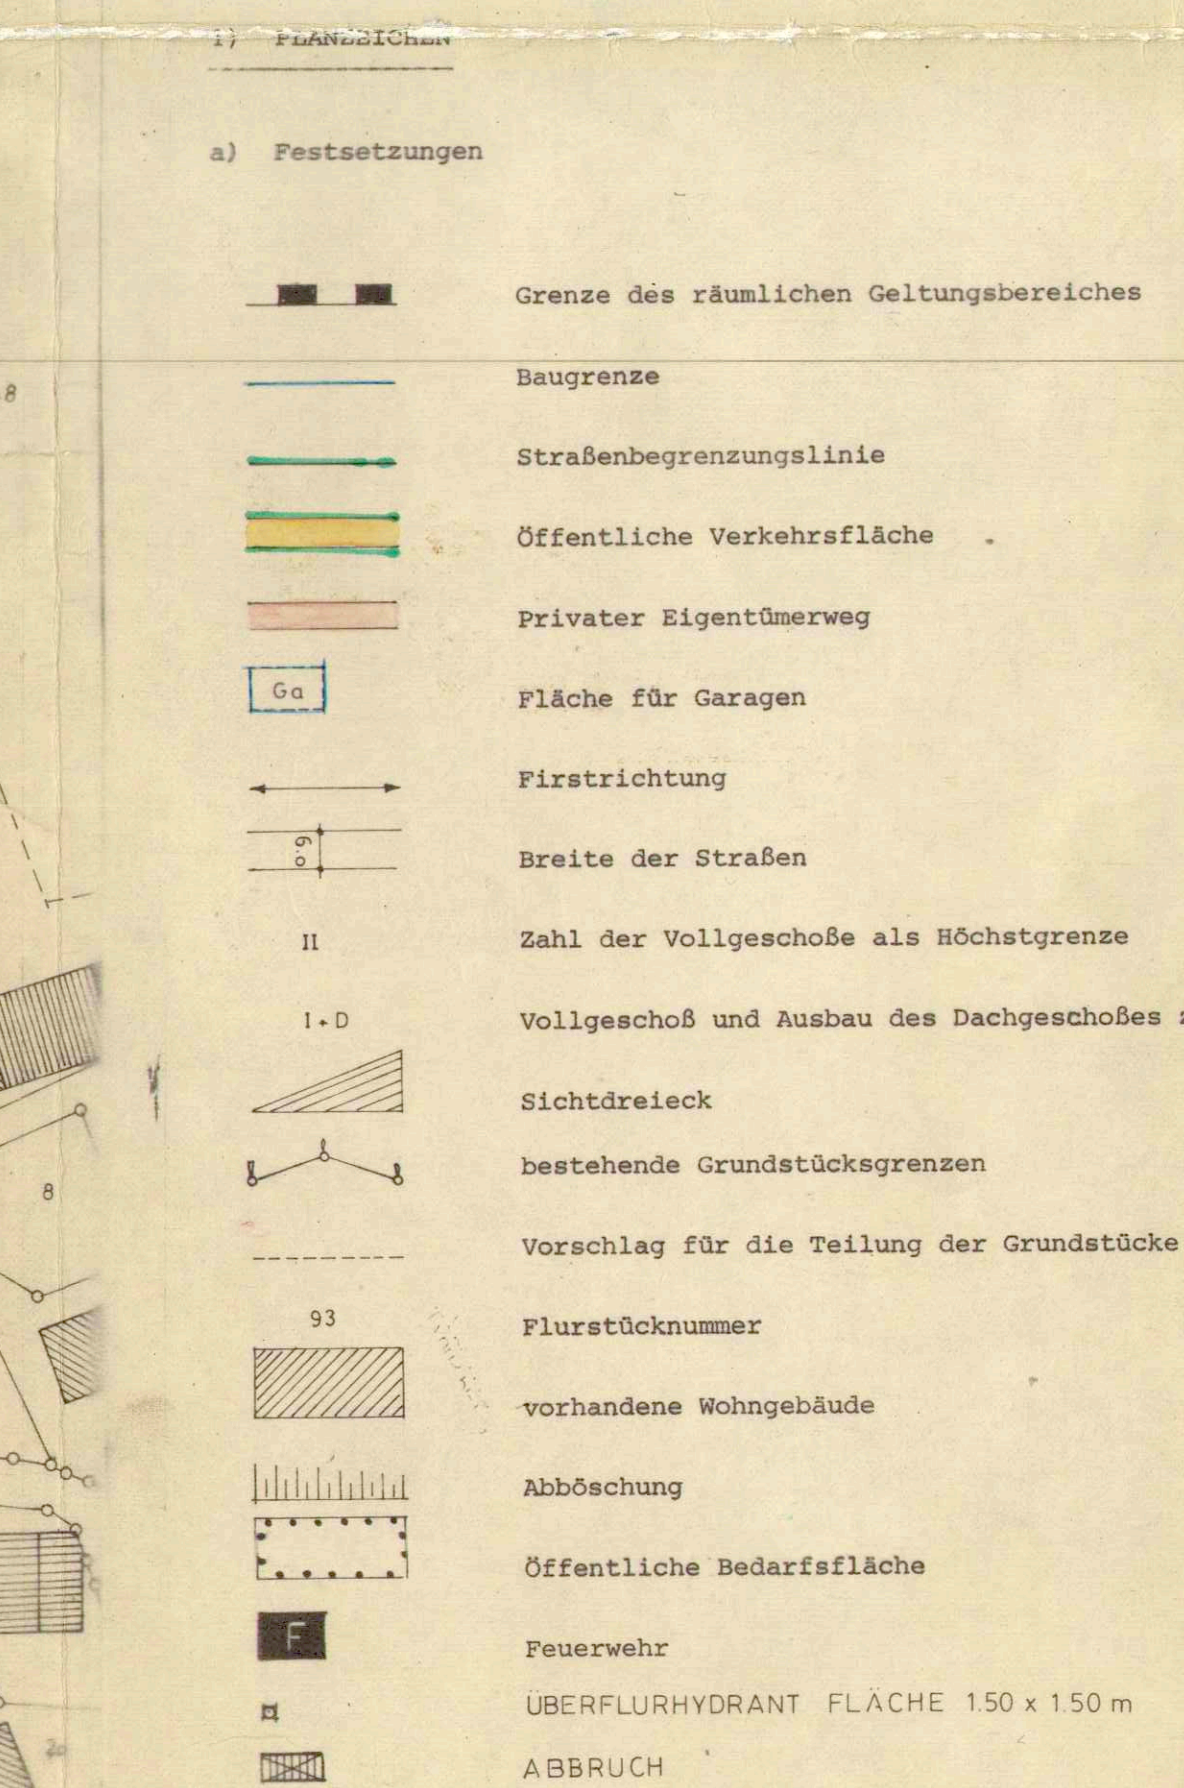 1) PLANZEICHEN
a) Festsetzungen
Grenze des räumlichen Geltungsbereiches
8
Baugrenze
Straßenbegrenzungslinie
Öffentliche Verkehrsfläche
Privater Eigentümerweg
Ga
Fläche für Garagen
Firstrichtung
6.0
Breite der Straßen
II
Zahl der Vollgeschoße als Höchstgrenze
I+D
Vollgeschoß und Ausbau des Dachgeschoßes
Sichtdreieck
bestehende Grundstücksgrenzen
8
Vorschlag für die Teilung der Grundstücke
93
Flurstücknummer
vorhandene Wohngebäude
Abböschung
Öffentliche Bedarfsfläche
F
Feuerwehr
ÜBERFLURHYDRANT FLÄCHE 1.50 x 1.50 m
20
ABBRUCH